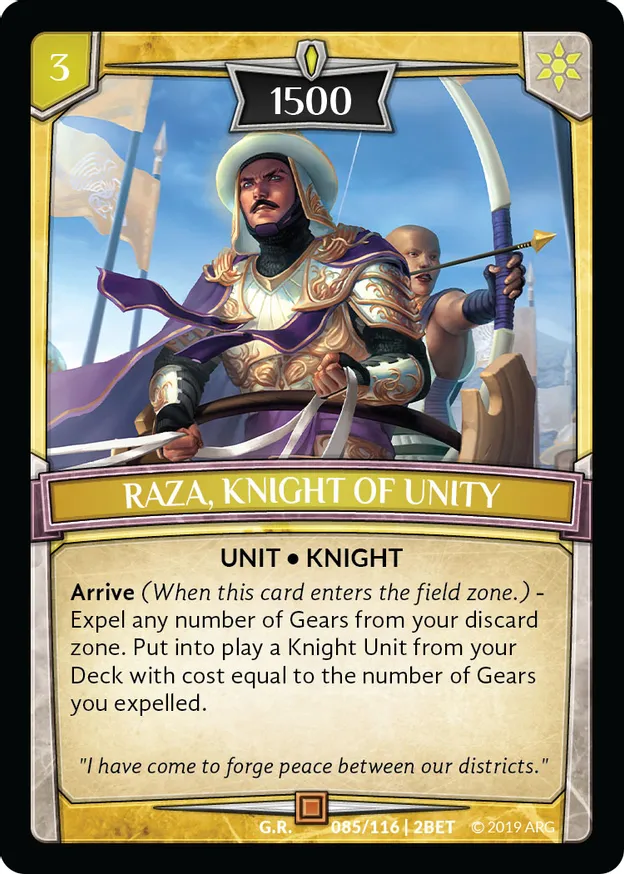 3
1500
RAZA, KNIGHT OF UNITY
UNIT • KNIGHT
Arrive (When this card enters the field zone.) -
Expel any number of Gears from your discard
zone. Put into play a Knight Unit from your
Deck with cost equal to the number of Gears
you expelled.
"I have come to forge peace between our districts."
G.R. 085/116 | 2BET © 2019 ARG